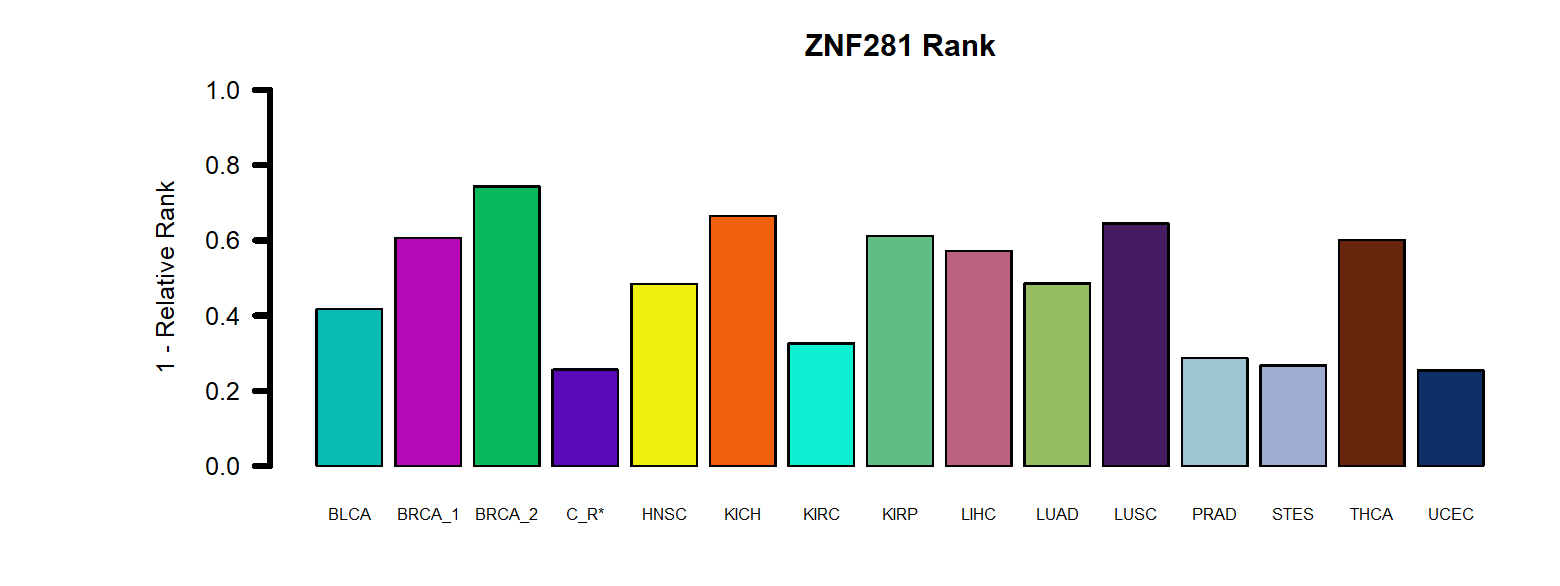 ZNF281 Rank
1 - Relative Rank
1.0
0.8
0.6
0.4
0.2
0.0
BLCA BRCA_1 BRCA_2 C_R* HNSC KICH KIRC KIRP LIHC LUAD LUSC PRAD STES THCA UCEC